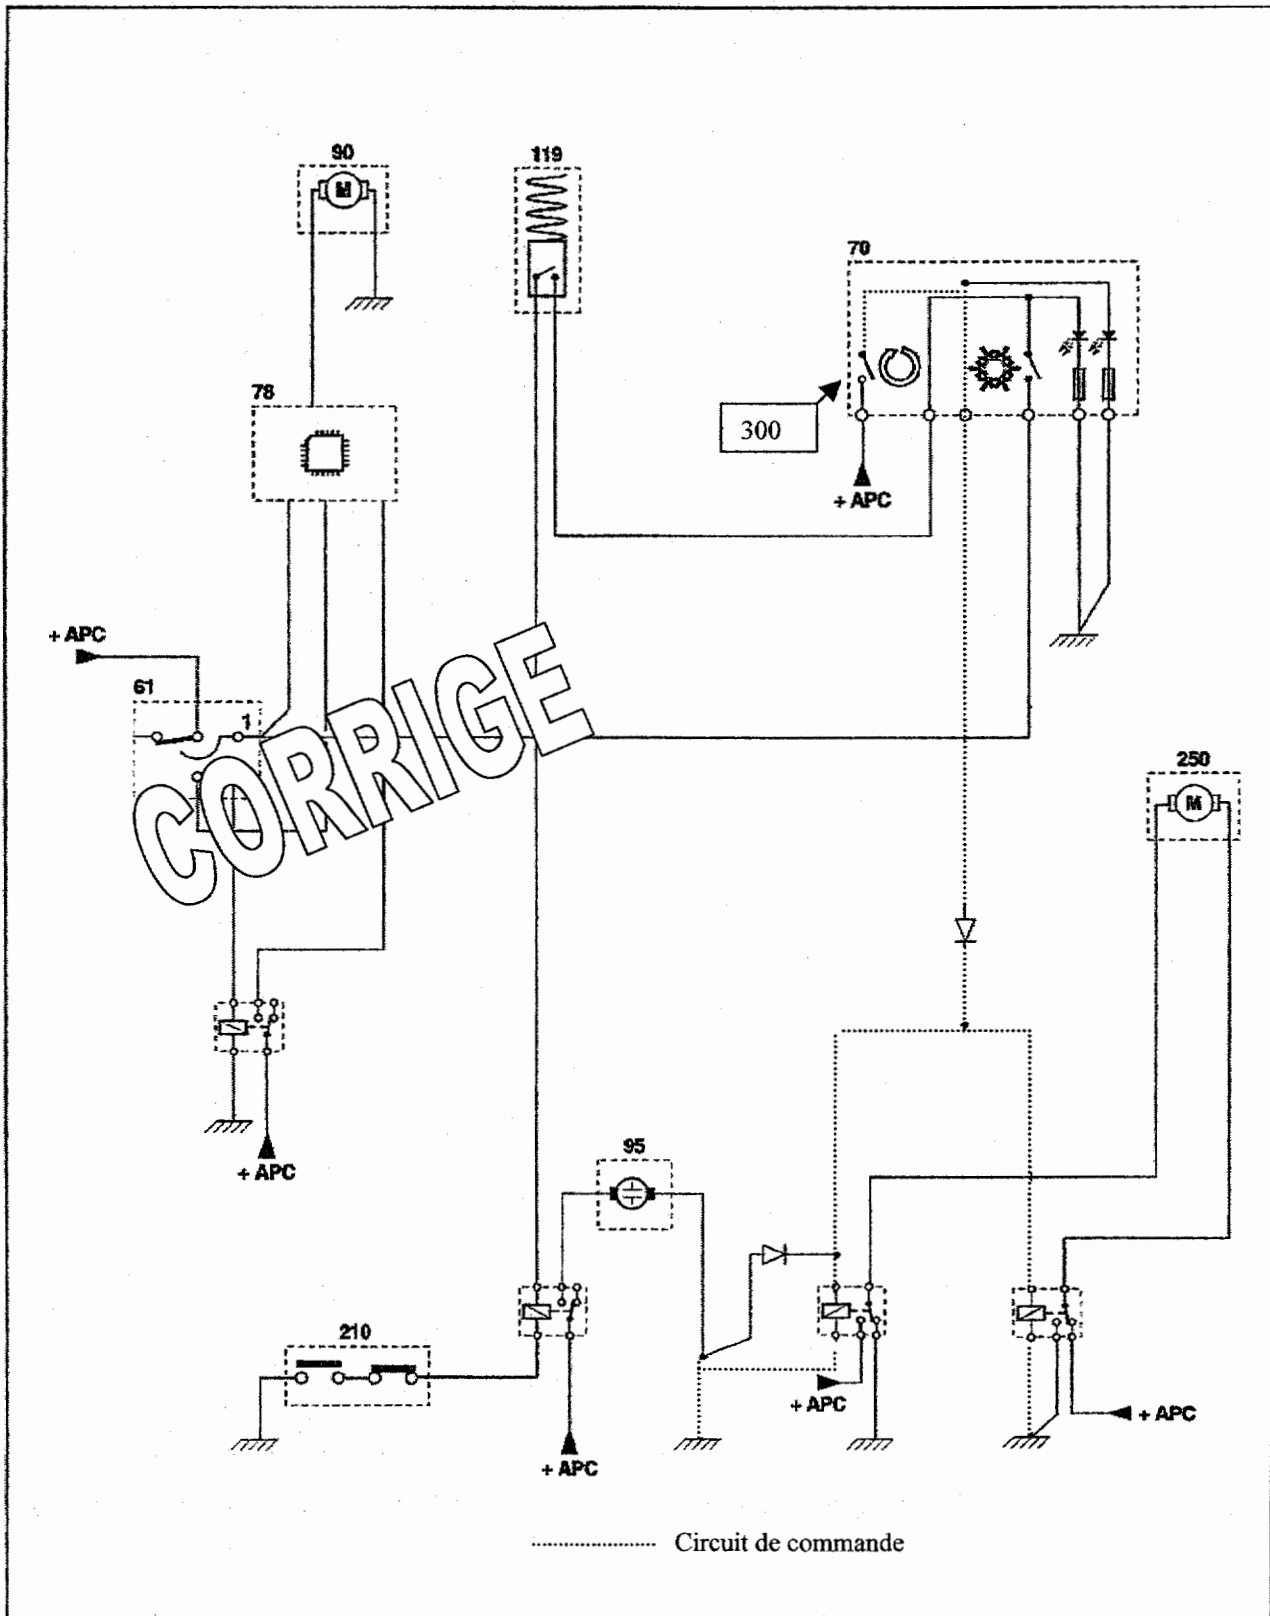 90
119
70
78
300
+ APC
+ APC
61
1
CORRIGE
250
M
M
+ APC
95
210
+ APC
+ APC
+ APC
Circuit de commande